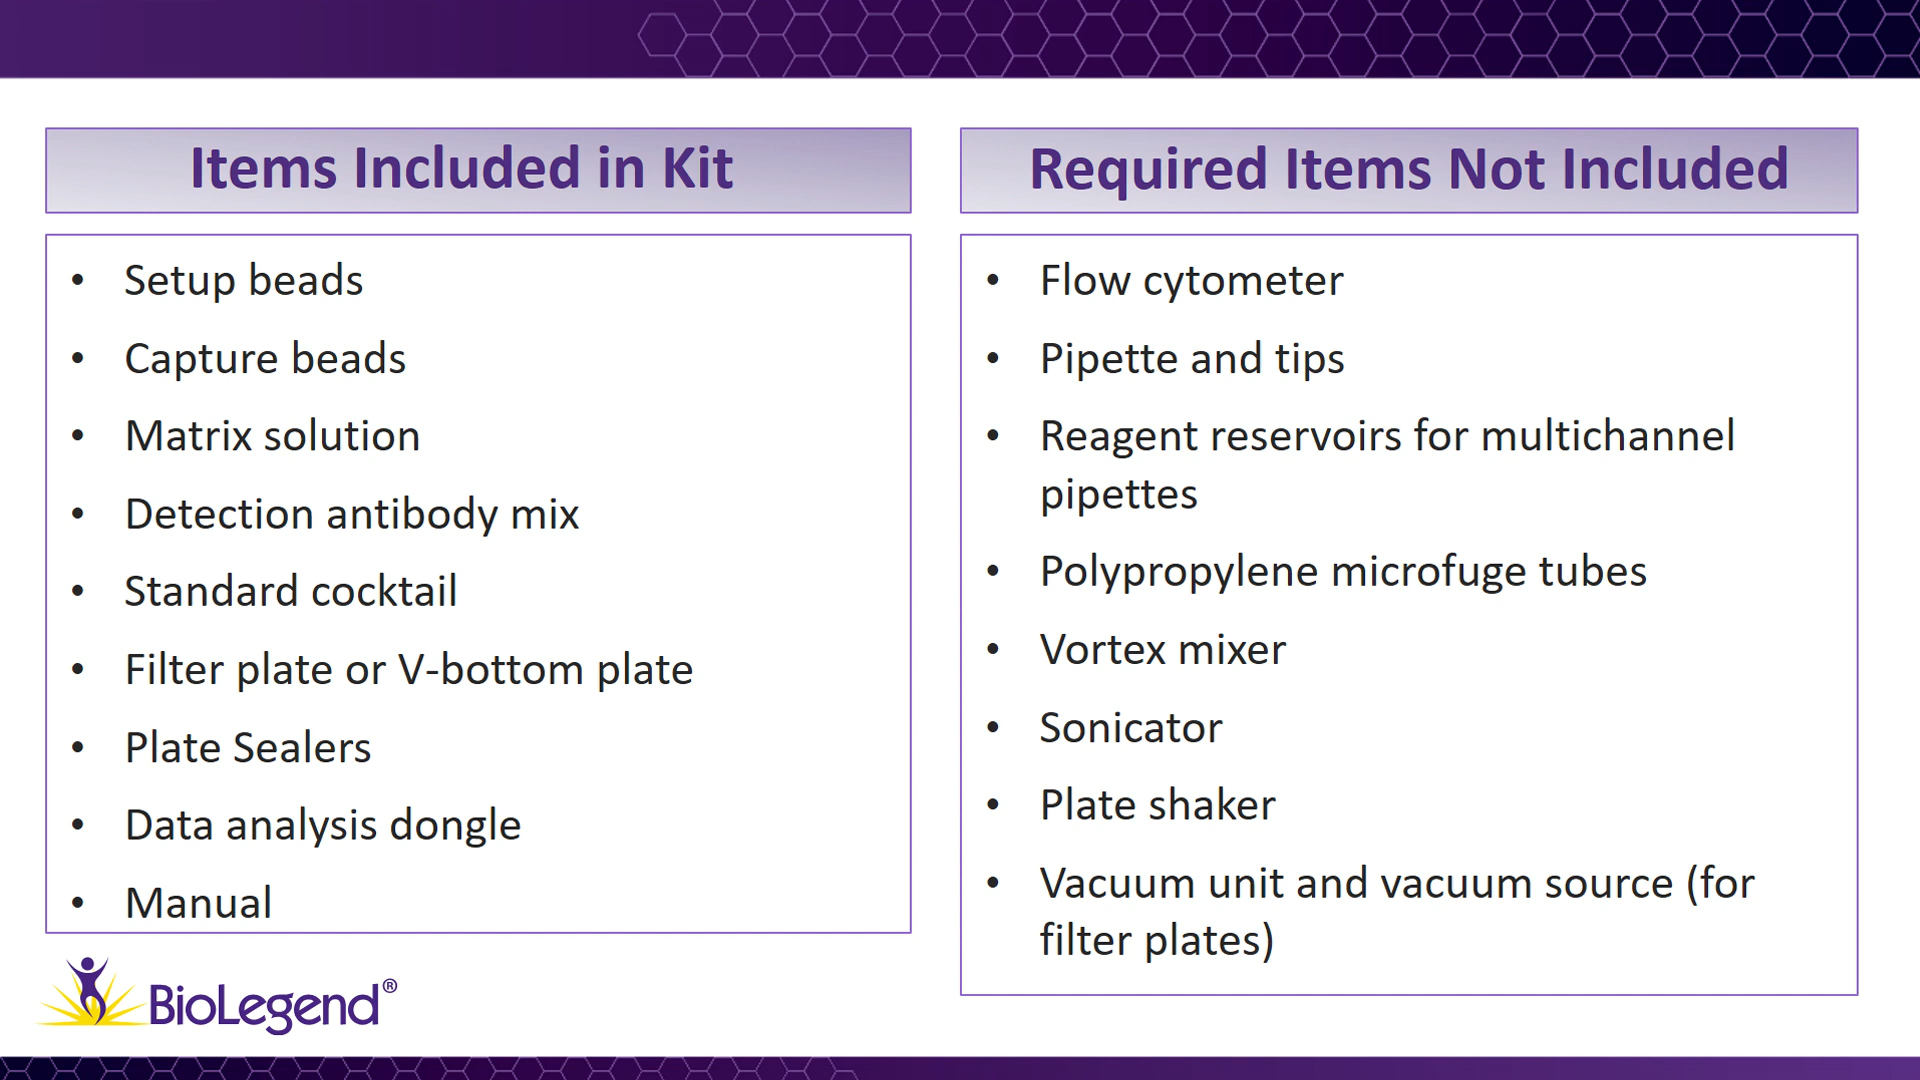 Items Included in Kit
• Setup beads
• Capture beads
• Matrix solution
• Detection antibody mix
• Standard cocktail
• Filter plate or V-bottom plate
• Plate Sealers
• Data analysis dongle
• Manual
Required Items Not Included
• Flow cytometer
• Pipette and tips
• Reagent reservoirs for multichannel
pipettes
• Polypropylene microfuge tubes
• Vortex mixer
• Sonicator
• Plate shaker
• Vacuum unit and vacuum source (for
filter plates)
BioLegend®